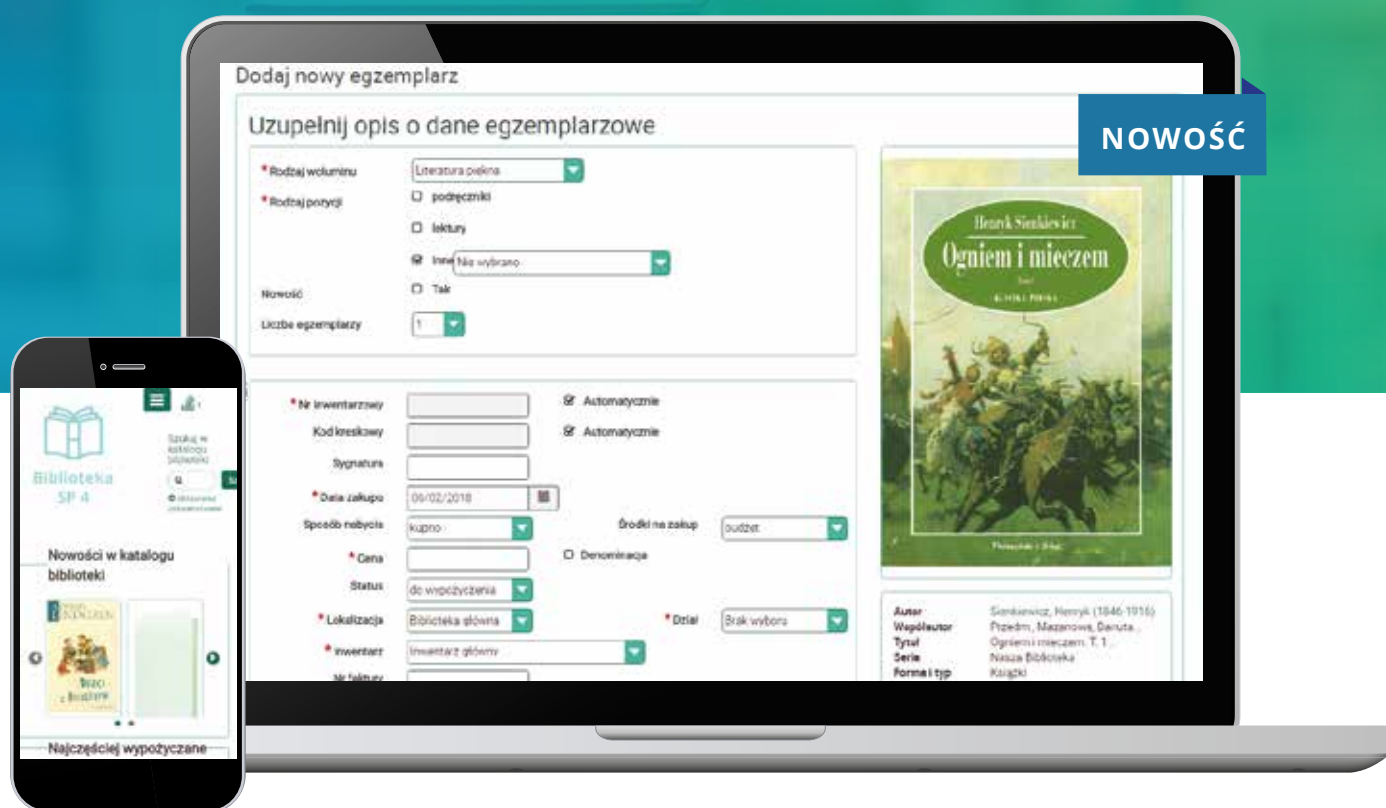 Dodaj nowy egzemplarz
Uzupełnij opis o dane egzemplarzowe
* Rodzaj woluminu Literatura piękna
* Rodzaj pozycji podręczniki
lektury
Inne Nie wybrano
Nowość Tak
Liczba egzemplarzy 1
* Nr inwentarzowy Automatycznie
Kod kreskowy Automatycznie
Sygnatura
* Data zakupu 06/02/2018
Sposób nabycia kupno Środki na zakup budżet
* Cena Denominacja
Status do wypożyczenia
* Lokalizacja Biblioteka główna * Dział Brak wyboru
* Inwentarz Inwentarz główny
Nr faktury
NOWOŚĆ
Henryk Sienkiewicz
Ogniem i mieczem
Autor Sienkiewicz, Henryk (1846-1916)
Współautor Przedm., Mazanowa, Danuta
Tytuł Ogniem i mieczem. T. 1
Seria Nasza Biblioteka
Forma i typ Książki
Biblioteka
SP 4
Szukaj w
katalogu
biblioteki
Nowości w katalogu
biblioteki
Najczęściej wypożyczane